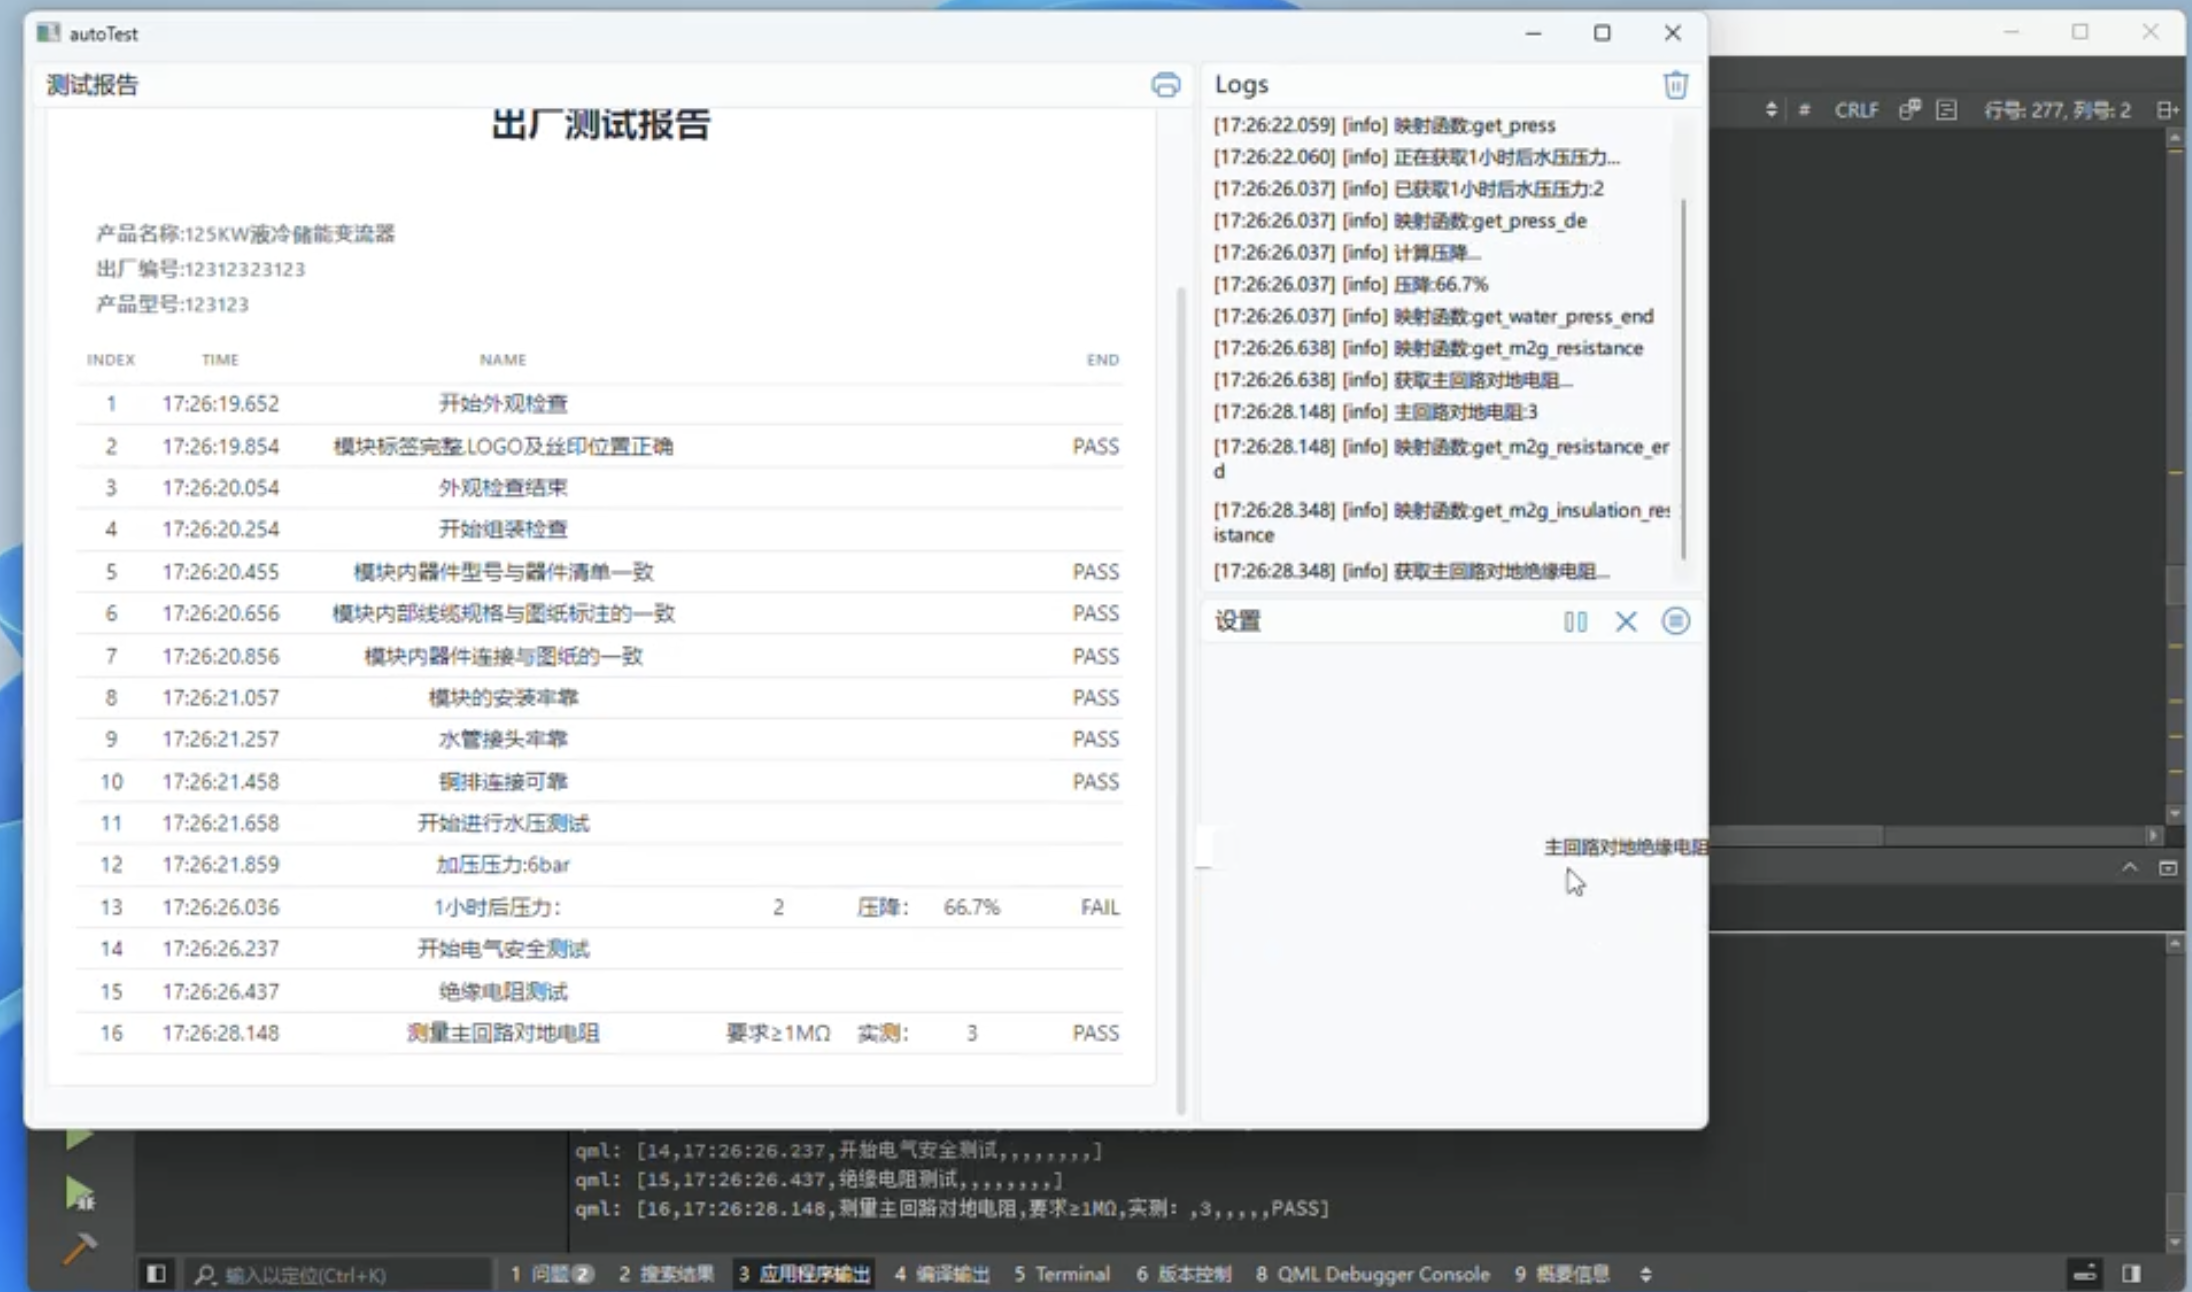 autoTest
测试报告
出厂测试报告
产品名称:125KW液冷储能变流器
出厂编号:12312323123
产品型号:123123
INDEX TIME NAME END
1 17:26:19.652 开始外观检查
2 17:26:19.854 模块标签完整,LOGO及丝印位置正确 PASS
3 17:26:20.054 外观检查结束
4 17:26:20.254 开始组装检查
5 17:26:20.455 模块内器件型号与器件清单一致 PASS
6 17:26:20.656 模块内部线缆规格与图纸标注的一致 PASS
7 17:26:20.856 模块内器件连接与图纸的一致 PASS
8 17:26:21.057 模块的安装牢靠 PASS
9 17:26:21.257 水管接头牢靠 PASS
10 17:26:21.458 铜排连接可靠 PASS
11 17:26:21.658 开始进行水压测试
12 17:26:21.859 加压压力:6bar
13 17:26:26.036 1小时后压力: 2 压降: 66.7% FAIL
14 17:26:26.237 开始电气安全测试
15 17:26:26.437 绝缘电阻测试
16 17:26:28.148 测量主回路对地电阻 要求≥1MΩ 实测: 3 PASS
Logs
[17:26:22.059] [info] 映射函数:get_press
[17:26:22.060] [info] 正在获取1小时后水压压力...
[17:26:26.037] [info] 已获取1小时后水压压力:2
[17:26:26.037] [info] 映射函数:get_press_de
[17:26:26.037] [info] 计算压降...
[17:26:26.037] [info] 压降:66.7%
[17:26:26.037] [info] 映射函数:get_water_press_end
[17:26:26.638] [info] 映射函数:get_m2g_resistance
[17:26:26.638] [info] 获取主回路对地电阻...
[17:26:28.148] [info] 主回路对地电阻:3
[17:26:28.148] [info] 映射函数:get_m2g_resistance_en
d
[17:26:28.348] [info] 映射函数:get_m2g_insulation_res
istance
[17:26:28.348] [info] 获取主回路对地绝缘电阻...
设置
主回路对地绝缘电阻
# CRLF 行号: 277, 列号: 2
qml: [14,17:26:26.237,开始电气安全测试,,,,,,,,]
qml: [15,17:26:26.437,绝缘电阻测试,,,,,,,,]
qml: [16,17:26:28.148,测量主回路对地电阻,要求≥1MΩ,实测: ,3,,,,,PASS]
输入以定位(Ctrl+K) 1 问题 2 2 搜索结果 3 应用程序输出 4 编译输出 5 Terminal 6 版本控制 8 QML Debugger Console 9 概要信息